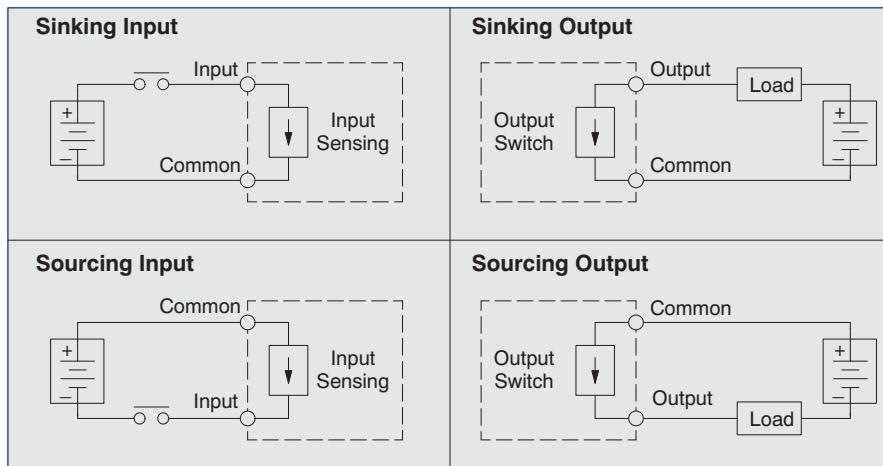 Sinking Input
Input
+
–
Input
Sensing
Common
Sinking Output
Output
Load
Output
Switch
+
–
Common
Sourcing Input
Common
+
–
Input
Sensing
Input
Sourcing Output
Common
Output
Switch
+
–
Output
Load